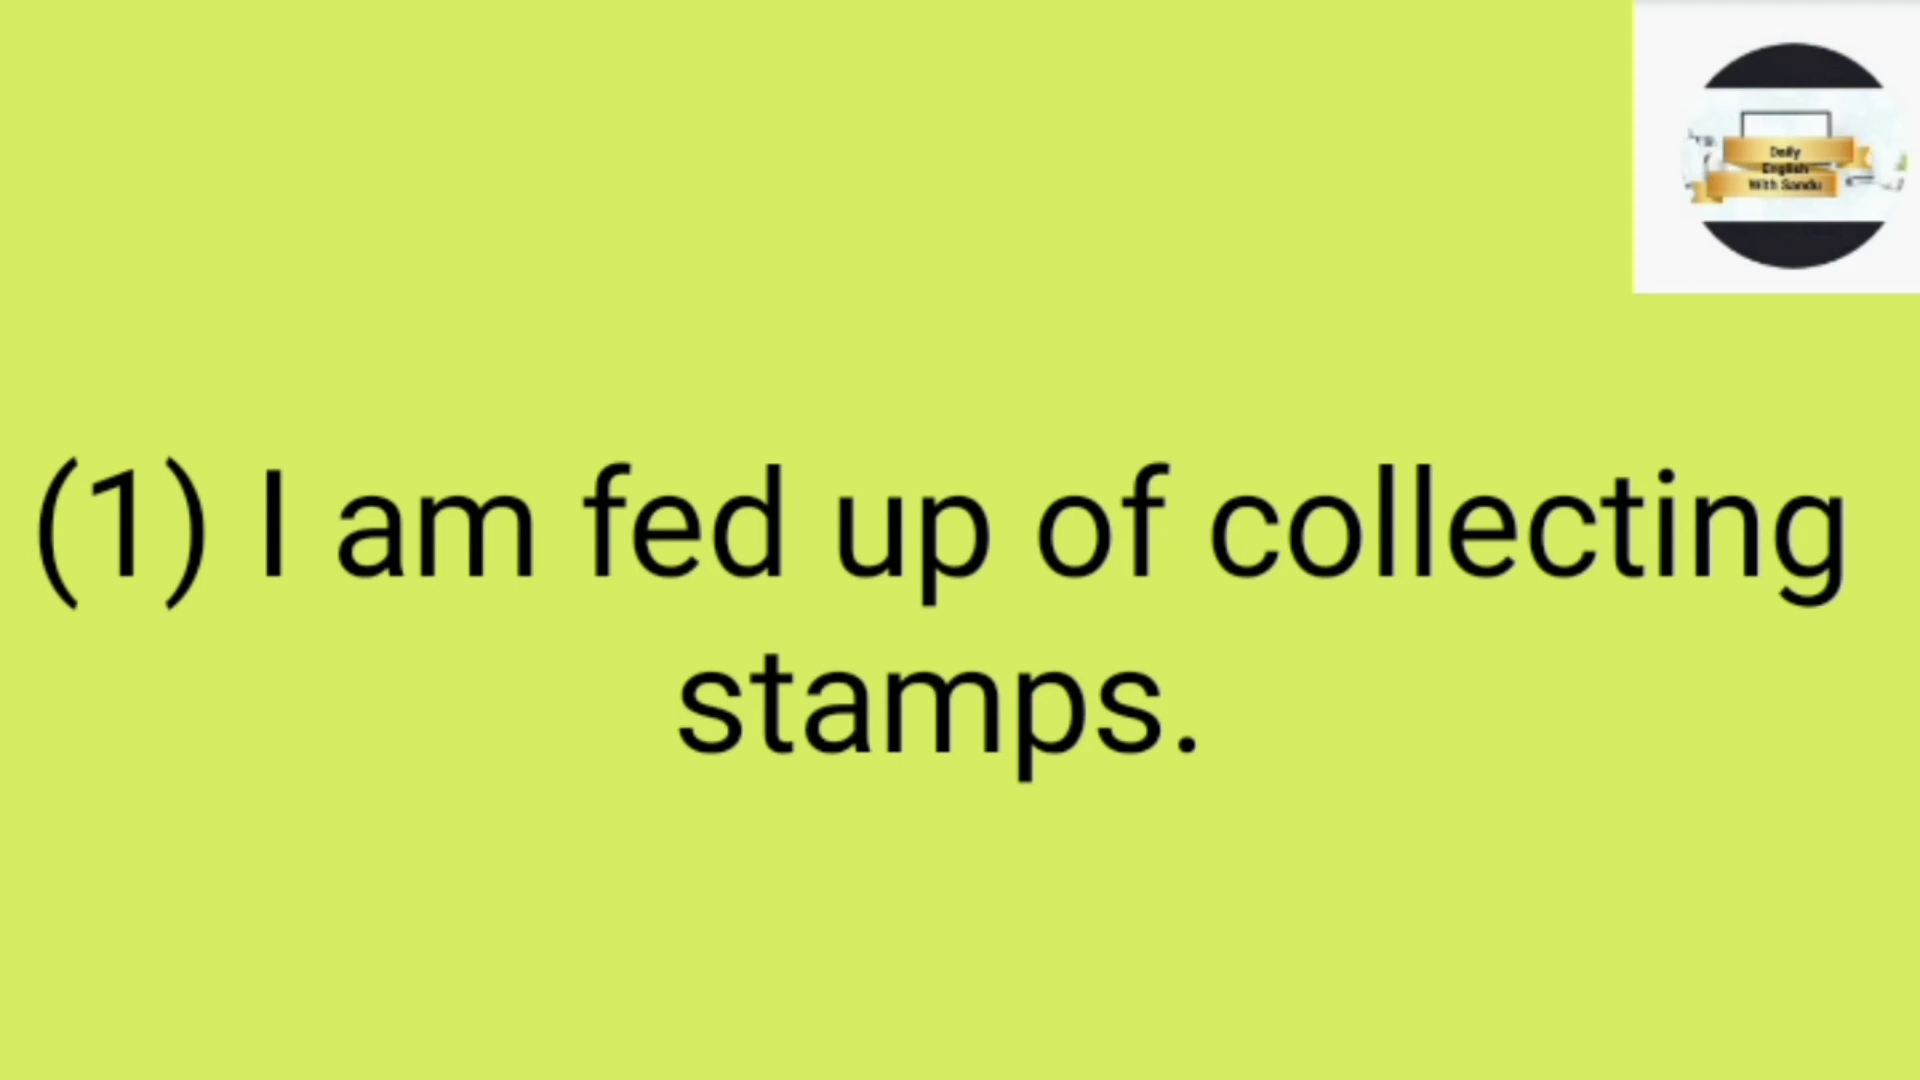 Daily
English
With Sandu
(1) I am fed up of collecting
stamps.